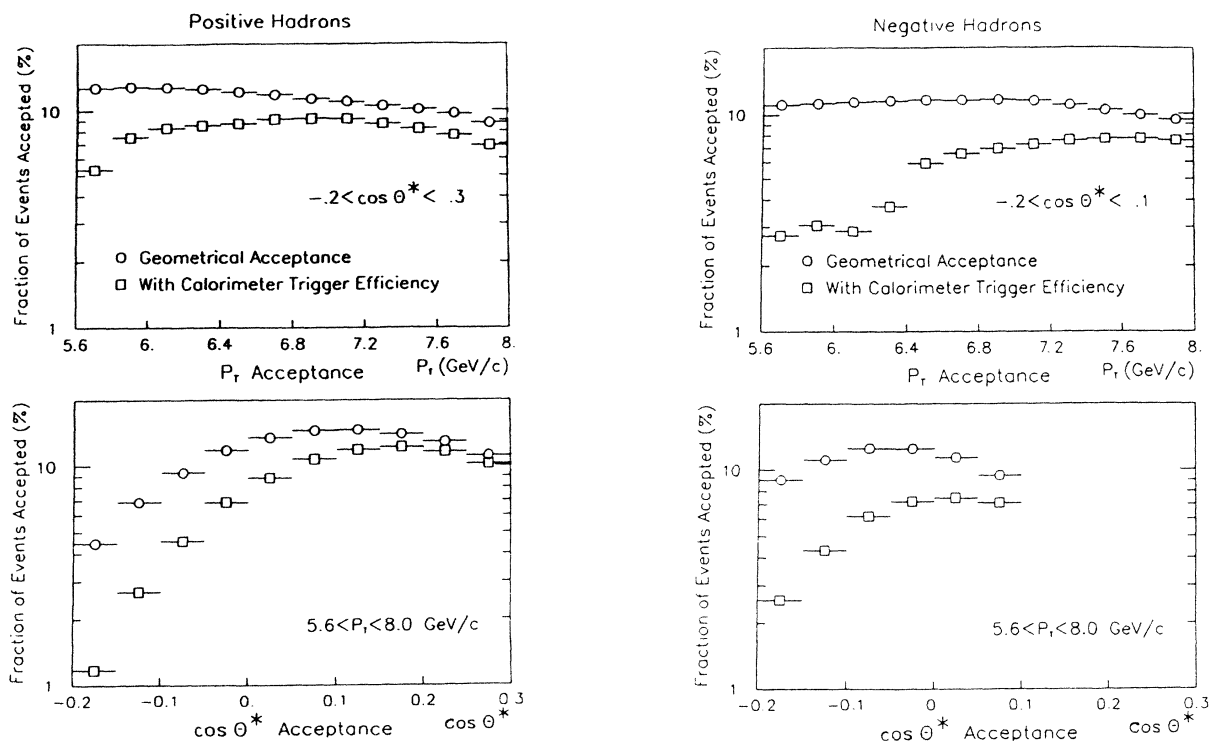 Positive Hadrons
Fraction of Events Accepted (%)
10
1
-.2<cos Θ*< .3
○ Geometrical Acceptance
□ With Calorimeter Trigger Efficiency
5.6 6. 6.4 6.8 7.2 7.6 8.
P_T Acceptance P_T (GeV/c)
Negative Hadrons
Fraction of Events Accepted (%)
10
1
-.2<cos Θ*< .1
○ Geometrical Acceptance
□ With Calorimeter Trigger Efficiency
5.6 6. 6.4 6.8 7.2 7.6 8.
P_T Acceptance P_T (GeV/c)
Fraction of Events Accepted (%)
10
1
5.6<P_T<8.0 GeV/c
-0.2 -0.1 0. 0.1 0.2 0.3
cos Θ* Acceptance cos Θ*
Fraction of Events Accepted (%)
10
1
5.6<P_T<8.0 GeV/c
-0.2 -0.1 0. 0.1 0.2 0.3
cos Θ* Acceptance cos Θ*